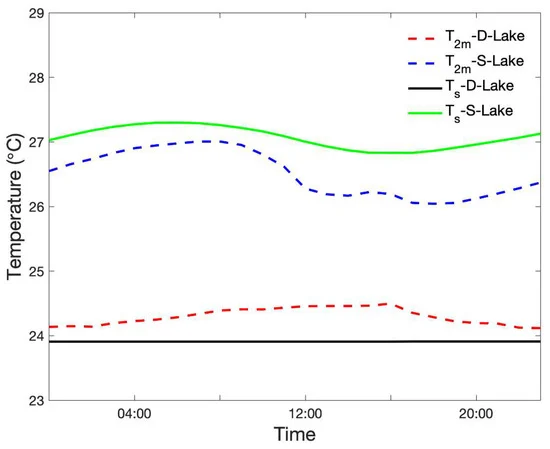 29
28
27
26
25
24
23
Temperature (°C)
T2m-D-Lake
T2m-S-Lake
Ts-D-Lake
Ts-S-Lake
04:00
12:00
20:00
Time